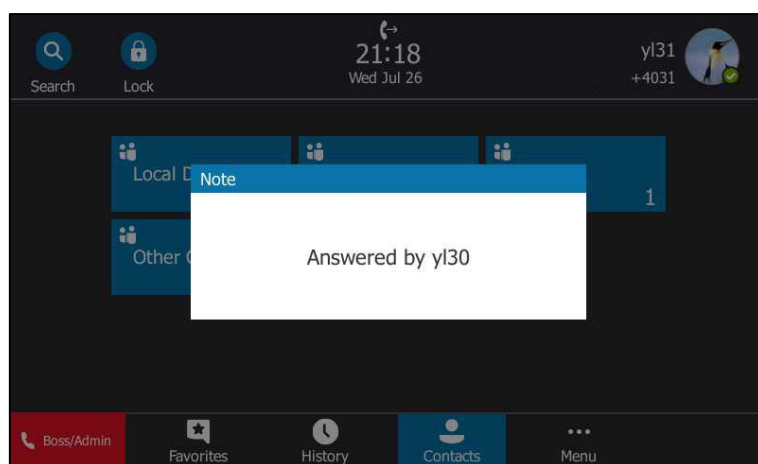 21:18
Wed Jul 26
yl31
+4031
Search
Lock
Local D
1
Note
Other
Answered by yl30
Boss/Admin
Favorites
History
Contacts
Menu